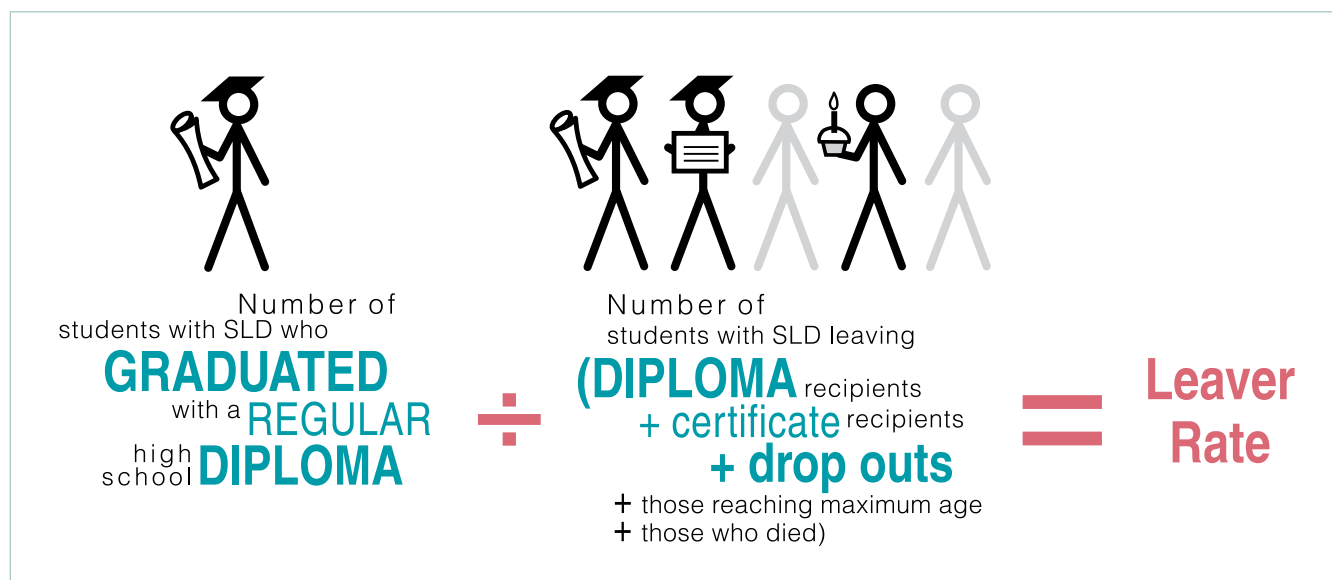 Number of
students with SLD who
GRADUATED
with a REGULAR
high
school DIPLOMA
÷
Number of
students with SLD leaving
(DIPLOMA recipients
+ certificate recipients
+ drop outs
+ those reaching maximum age
+ those who died)
=
Leaver
Rate